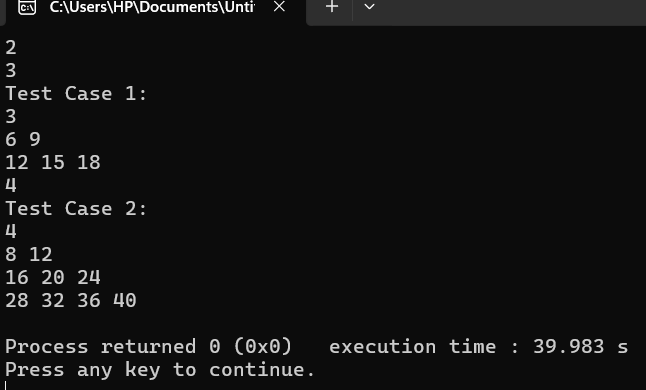 C:\Users\HP\Documents\Unti
2
3
Test Case 1:
3
6 9
12 15 18
4
Test Case 2:
4
8 12
16 20 24
28 32 36 40
Process returned 0 (0x0)   execution time : 39.983 s
Press any key to continue.